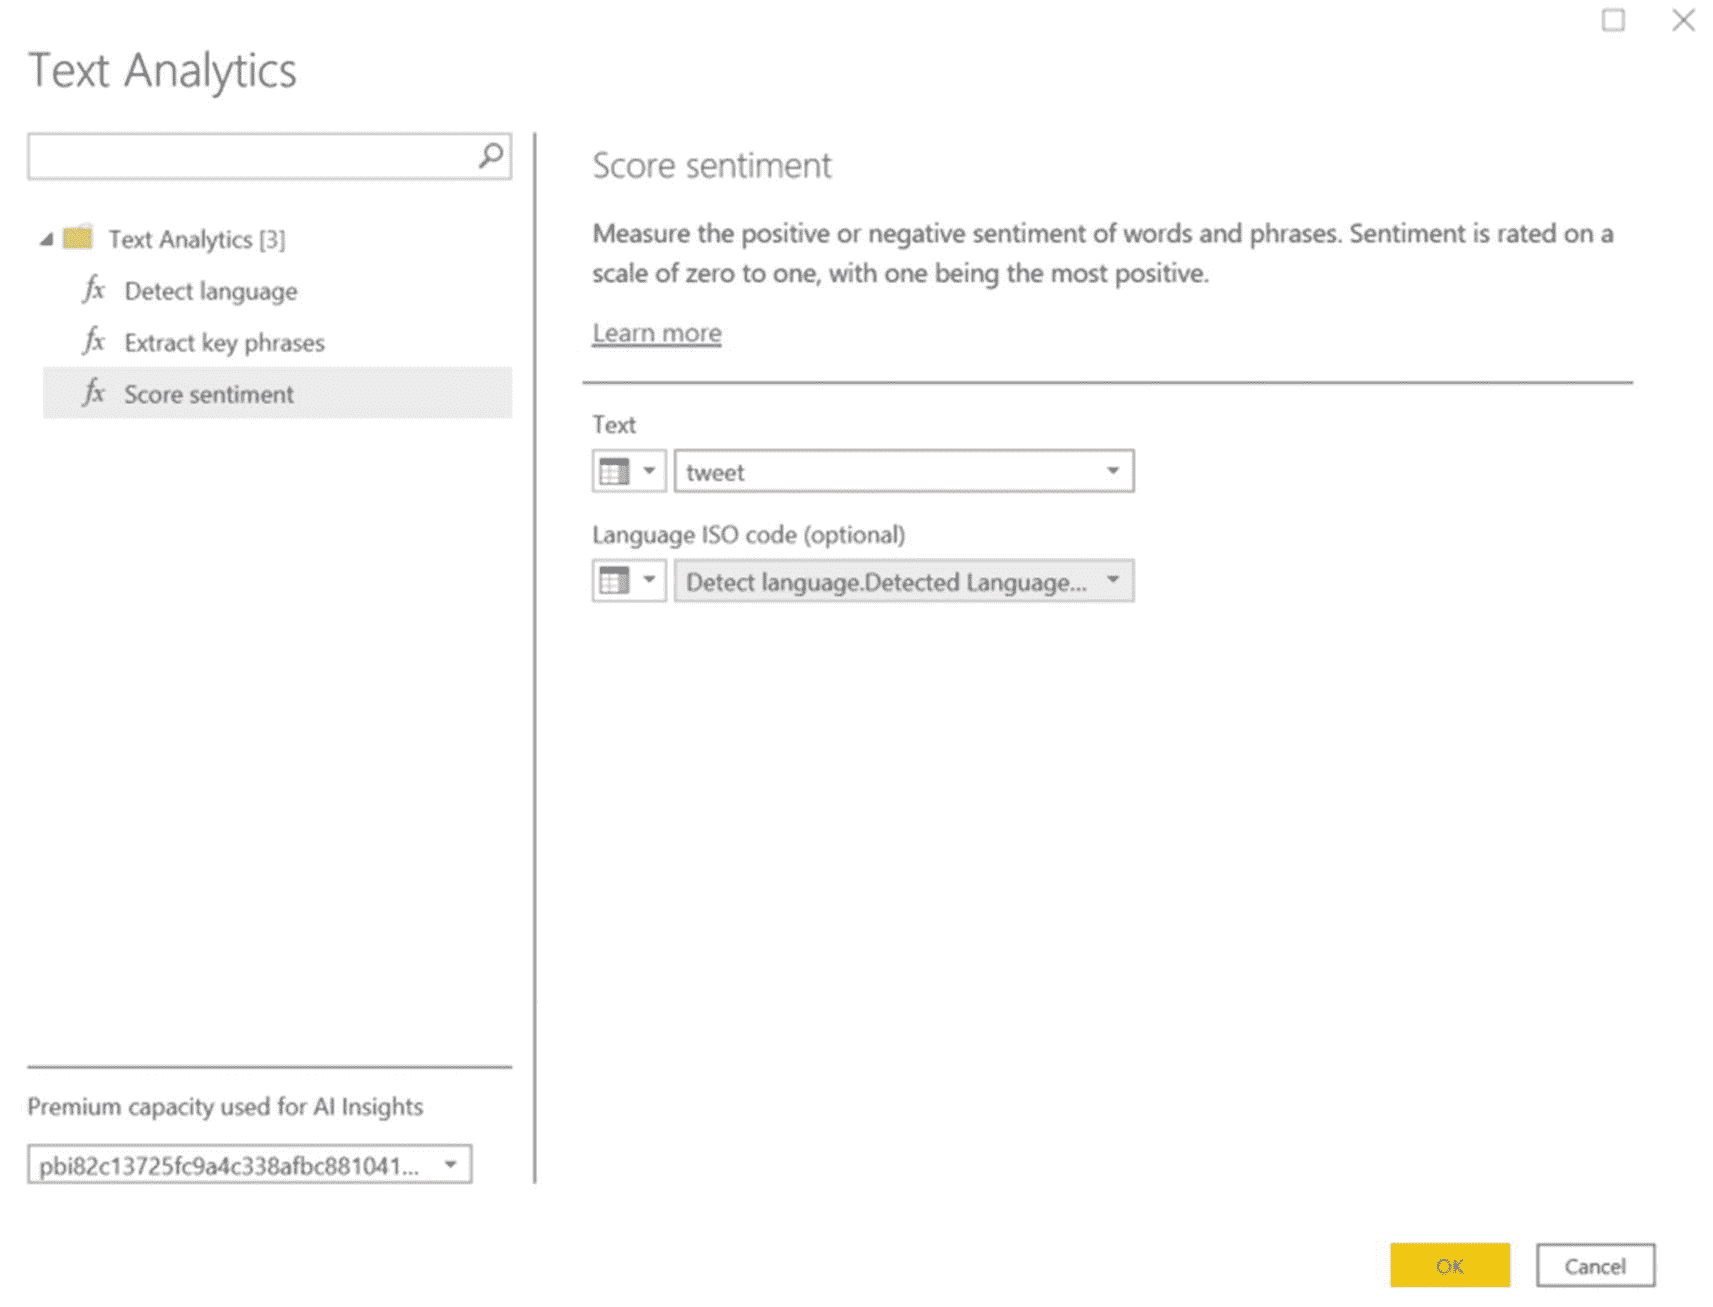 Text Analytics
Text Analytics [3]
fx Detect language
fx Extract key phrases
fx Score sentiment
Premium capacity used for AI Insights
pbi82c13725fc9a4c338afbc881041...
Score sentiment
Measure the positive or negative sentiment of words and phrases. Sentiment is rated on a
scale of zero to one, with one being the most positive.
Learn more
Text
tweet
Language ISO code (optional)
Detect language.Detected Language...
OK
Cancel